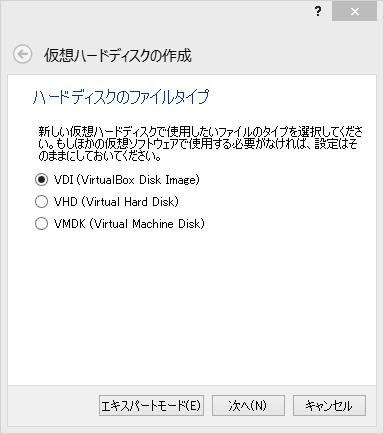 ?
仮想ハードディスクの作成
ハードディスクのファイルタイプ
新しい仮想ハードディスクで使用したいファイルのタイプを選択してくださ
い。もしほかの仮想ソフトウェアで使用する必要がなければ、設定はそ
のままにしておいてください。
VDI (VirtualBox Disk Image)
VHD (Virtual Hard Disk)
VMDK (Virtual Machine Disk)
エキスパートモード(E) 次へ(N) キャンセル